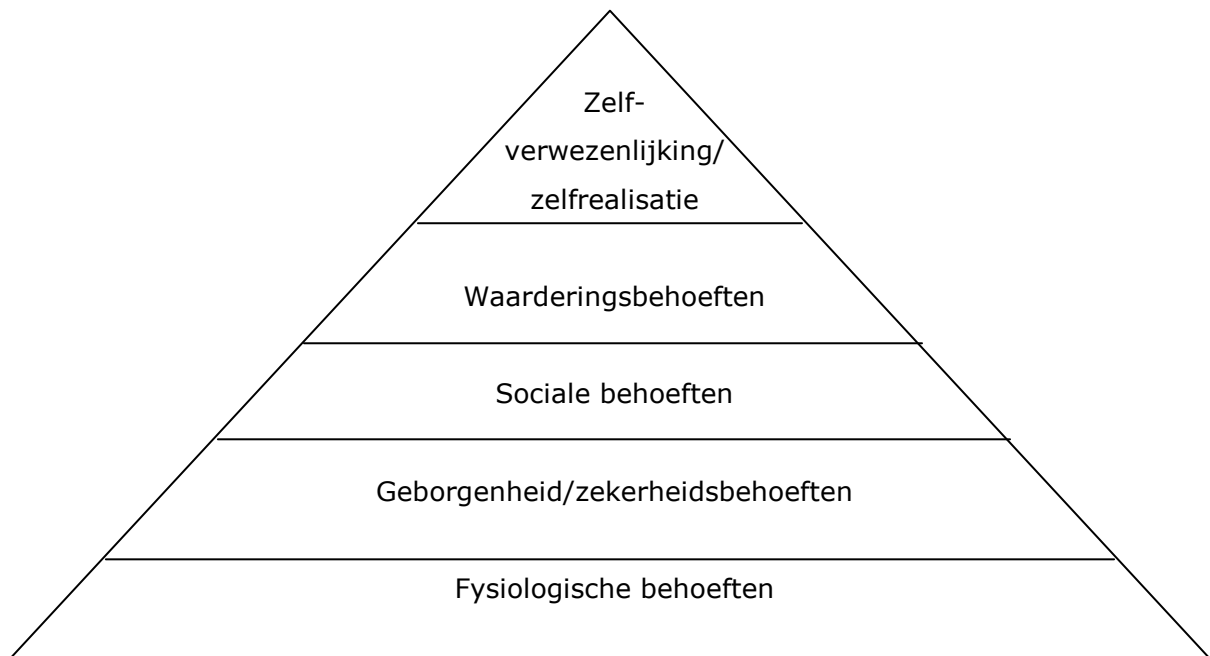 Zelf-
verwezenlijking/
zelfrealisatie
Waarderingsbehoeften
Sociale behoeften
Geborgenheid/zekerheidsbehoeften
Fysiologische behoeften